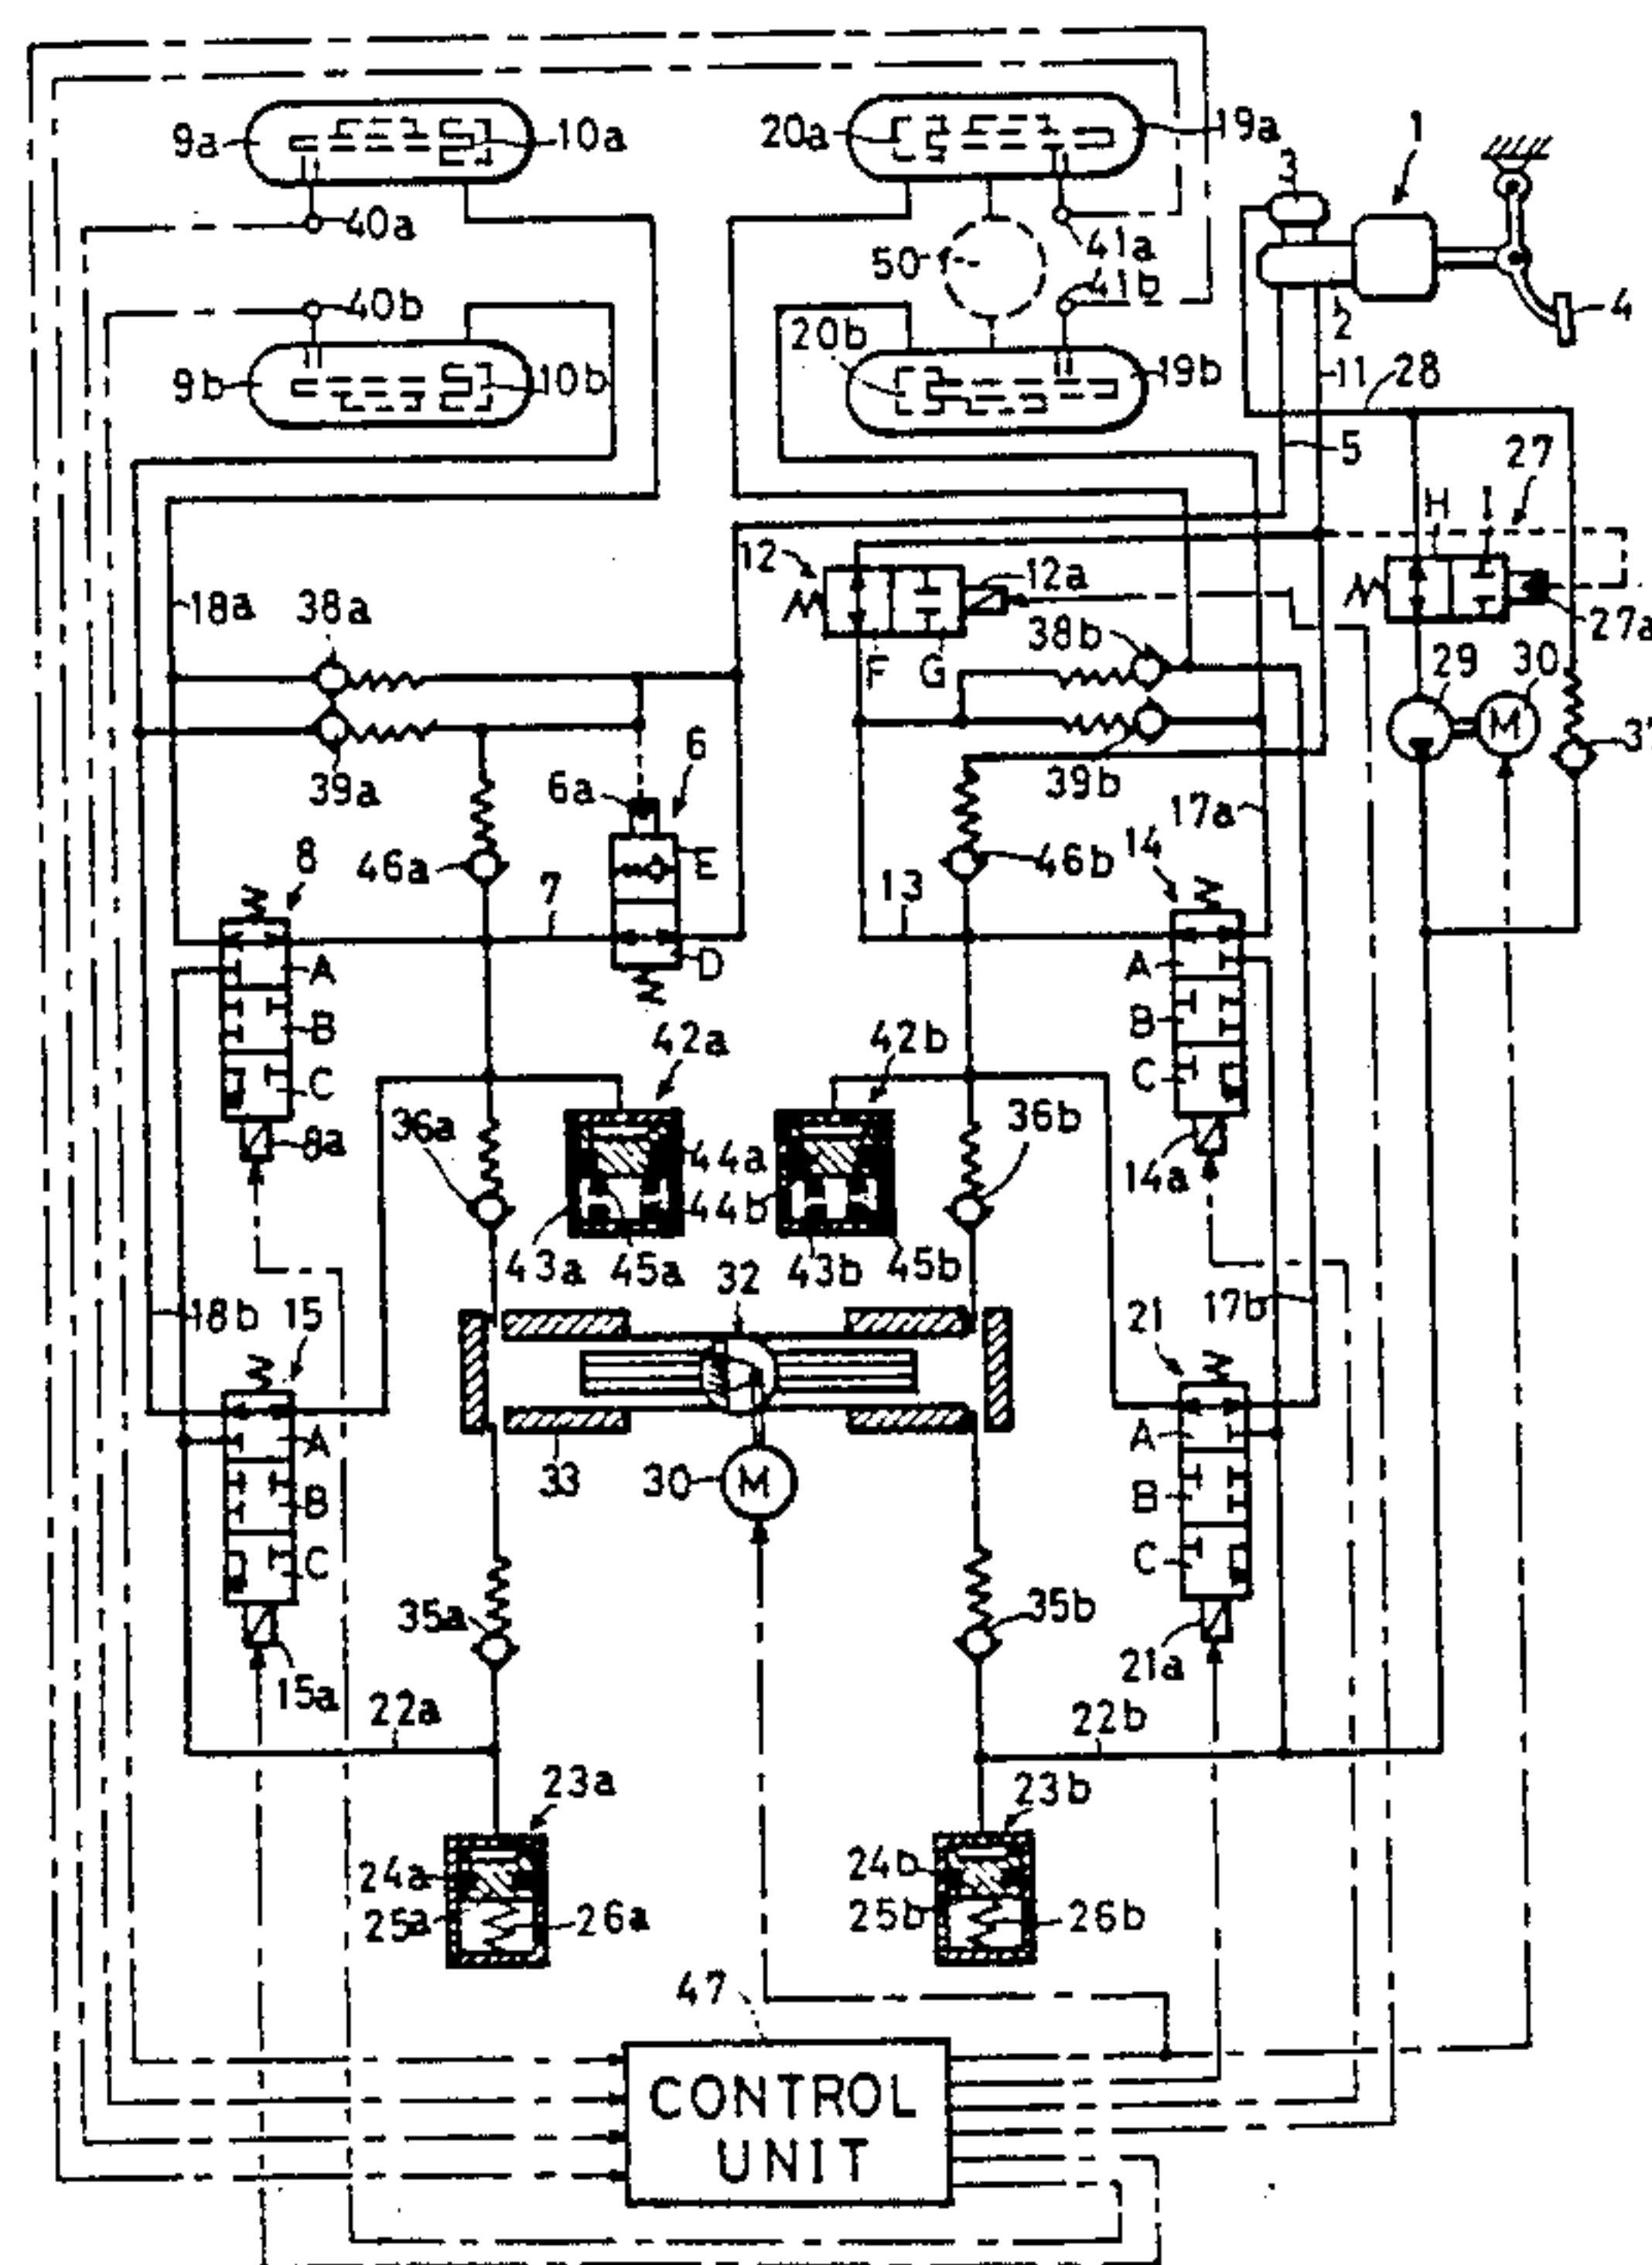 9a 10a 20a 19a 3 1
40a 50 41a
40b 41b 2 4
9b 10b 20b 19b 11 28
5 27
H I
12 12a
18a 38a F G 38b 27a
29 30
M
39a 6a 6 39b 17a
46a E 46b 14
8 7 13
A D A
B 42a 42b B
C C
8a 36a 44a 36b 14a
44b
43a 45a 32 43b 45b
18b 15 17b 21
A A
33 30 M
B B
C C
35a 35b
15a 21a
22a 22b
23a 23b
24a 24b
25a 26a 25b 26b
47
CONTROL
UNIT